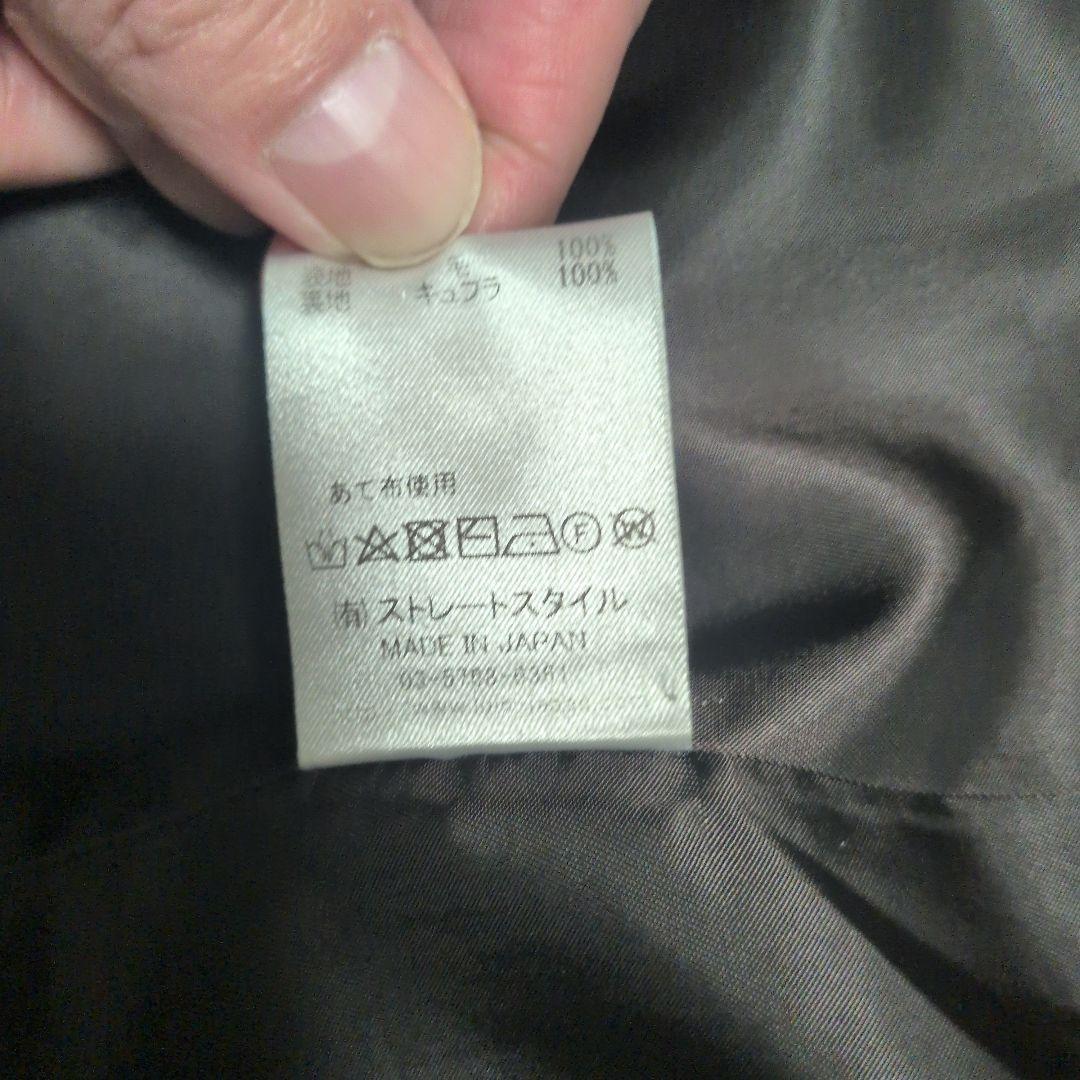 表地 毛 100%
裏地 キュプラ 100%
あて布使用
F W
(有)ストレートスタイル
MADE IN JAPAN